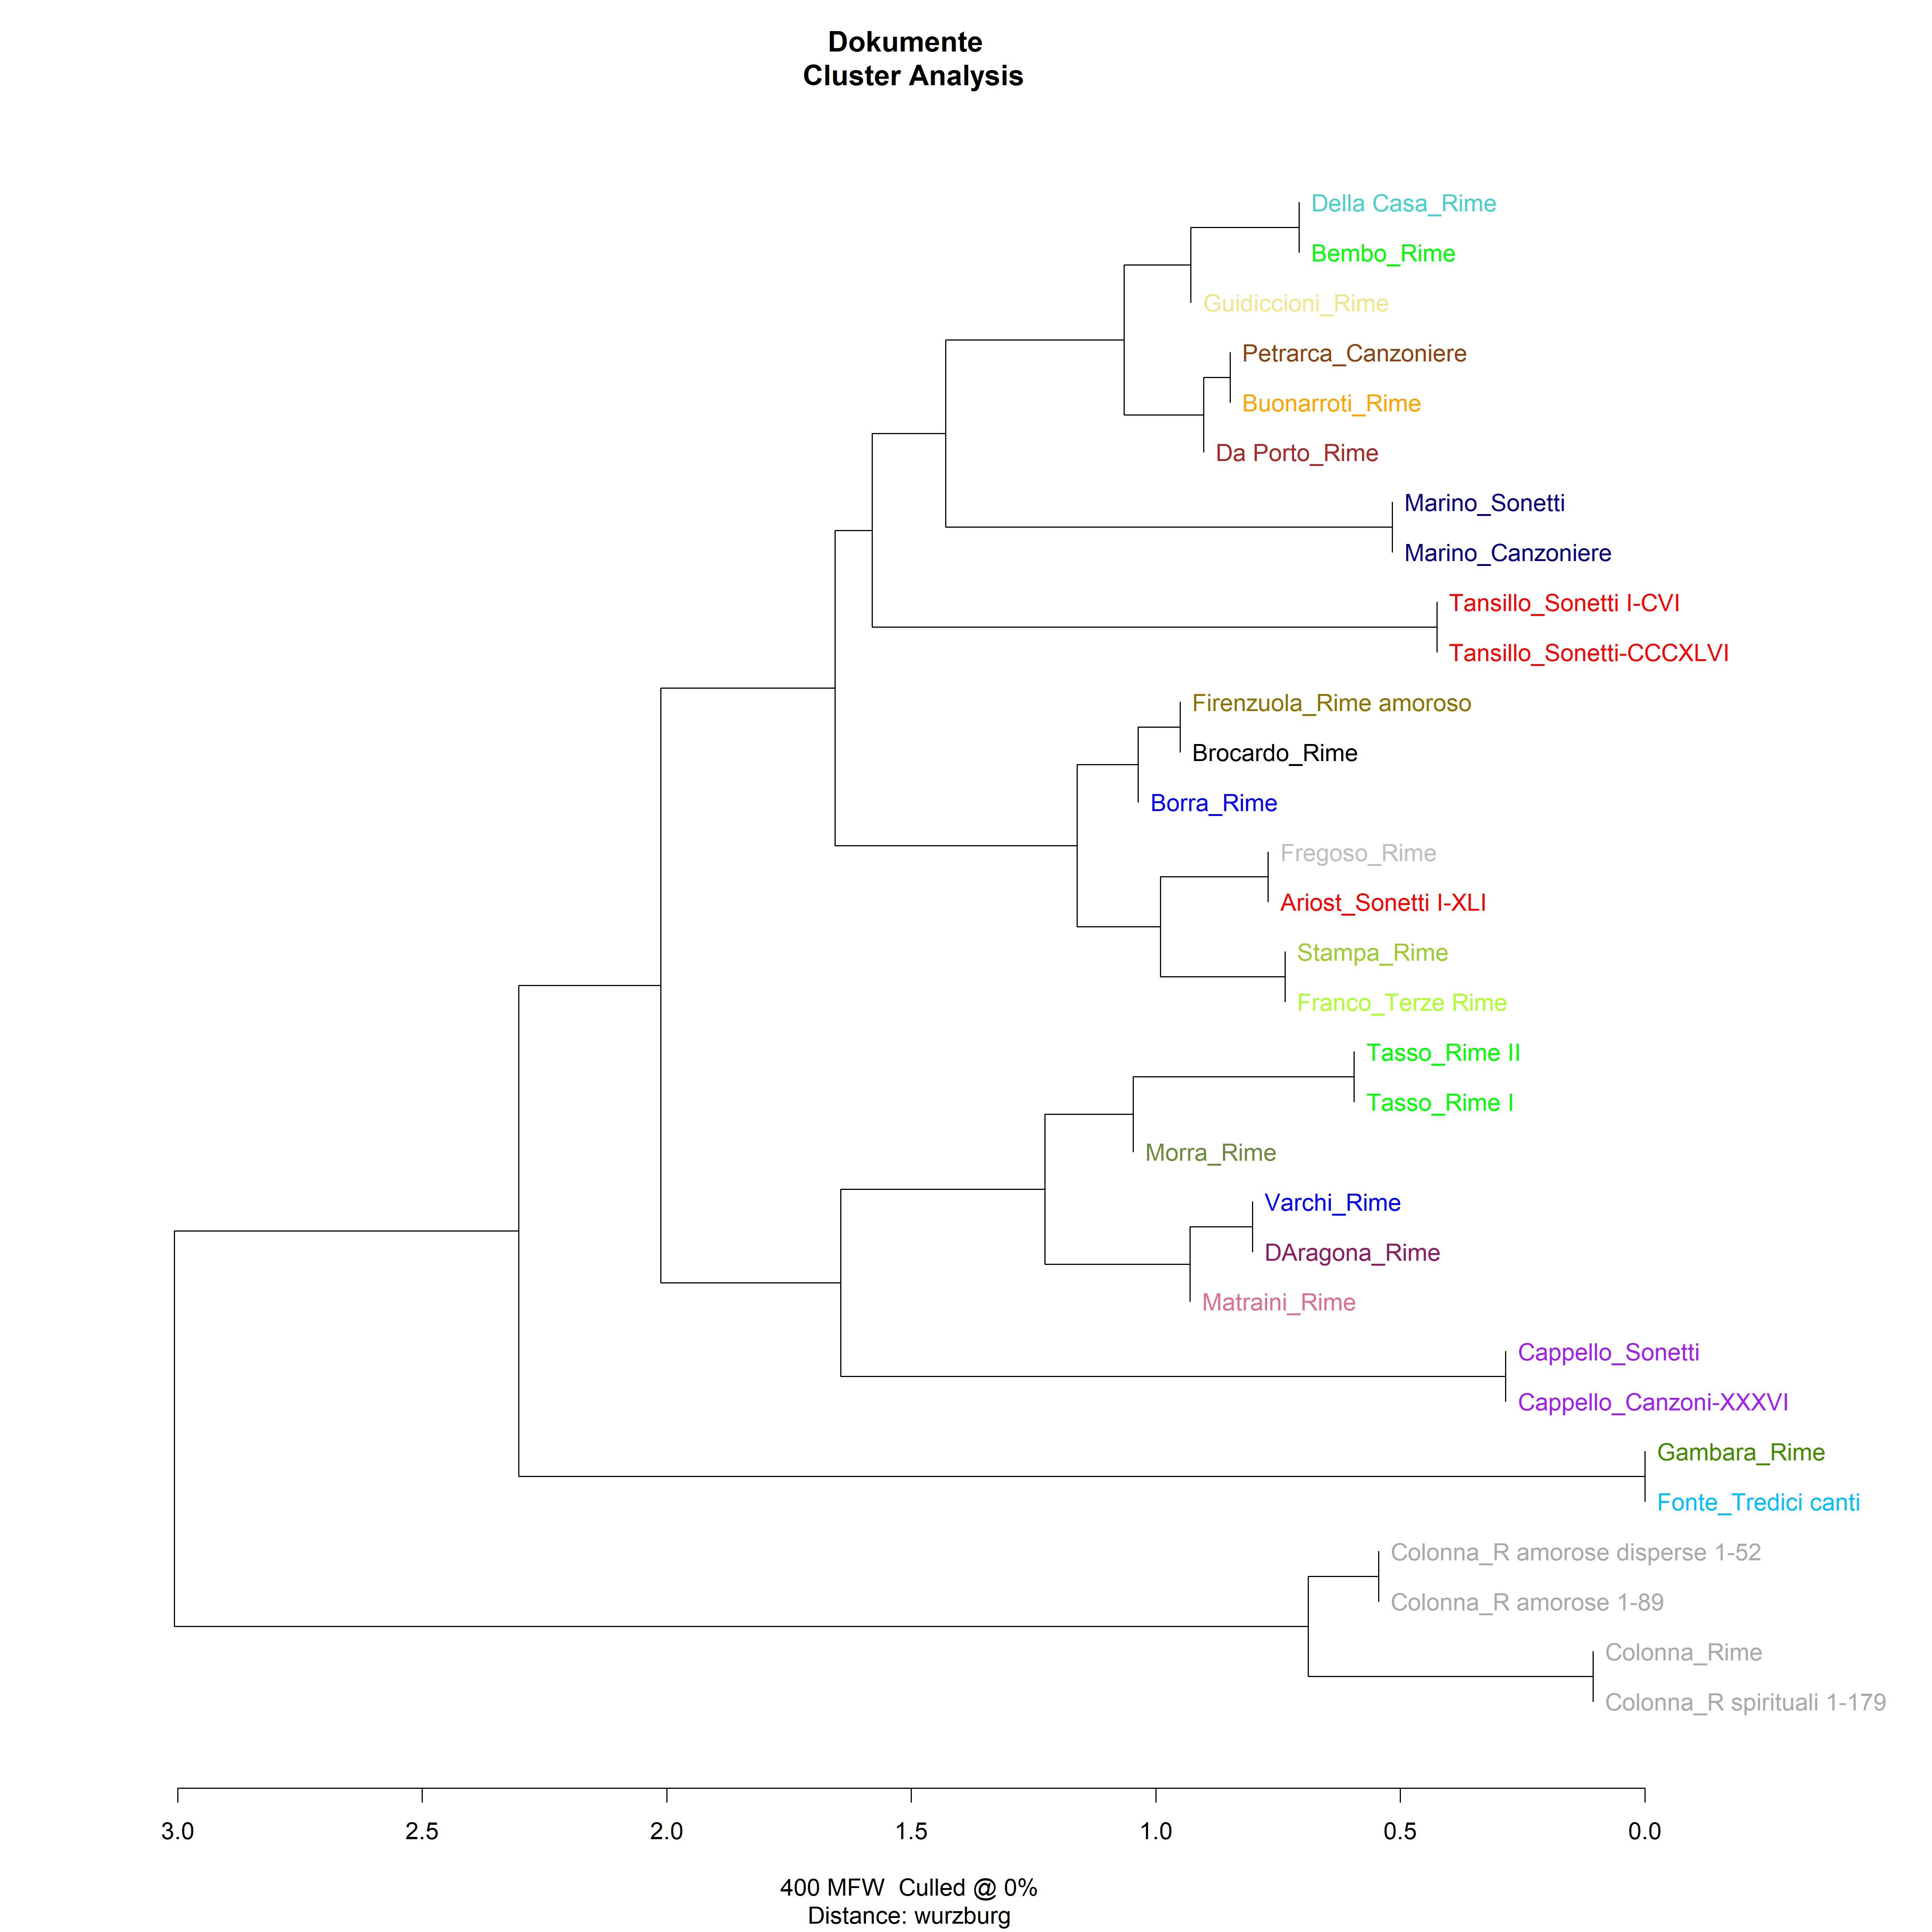 Dokumente
Cluster Analysis
Della Casa_Rime
Bembo_Rime
Guidiccioni_Rime
Petrarca_Canzoniere
Buonarroti_Rime
Da Porto_Rime
Marino_Sonetti
Marino_Canzoniere
Tansillo_Sonetti I-CVI
Tansillo_Sonetti-CCCXLVI
Firenzuola_Rime amoroso
Brocardo_Rime
Borra_Rime
Fregoso_Rime
Ariost_Sonetti I-XLI
Stampa_Rime
Franco_Terze Rime
Tasso_Rime II
Tasso_Rime I
Morra_Rime
Varchi_Rime
DAragona_Rime
Matraini_Rime
Cappello_Sonetti
Cappello_Canzoni-XXXVI
Gambara_Rime
Fonte_Tredici canti
Colonna_R amorose disperse 1-52
Colonna_R amorose 1-89
Colonna_Rime
Colonna_R spirituali 1-179
3.0 2.5 2.0 1.5 1.0 0.5 0.0
400 MFW  Culled @ 0%
Distance: wurzburg